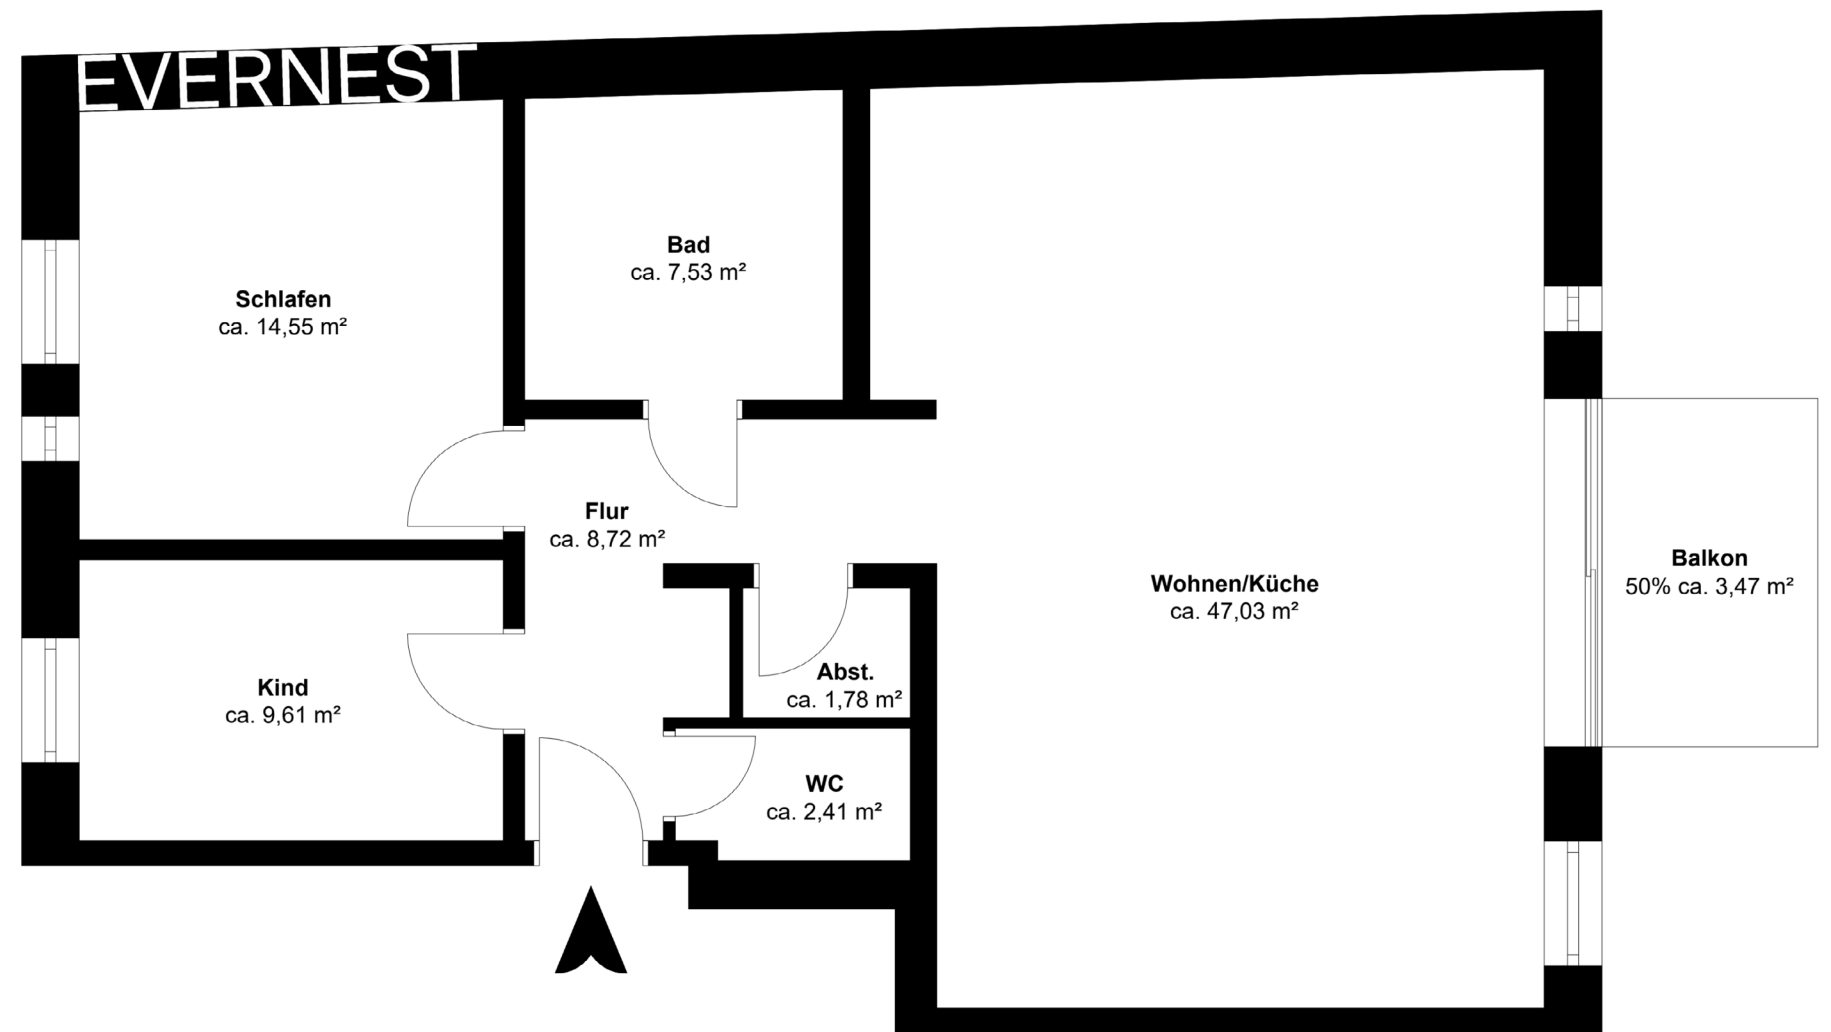 EVERNEST
Bad
ca. 7,53 m²
Schlafen
ca. 14,55 m²
Flur
ca. 8,72 m²
Wohnen/Küche
ca. 47,03 m²
Balkon
50% ca. 3,47 m²
Kind
ca. 9,61 m²
Abst.
ca. 1,78 m²
WC
ca. 2,41 m²